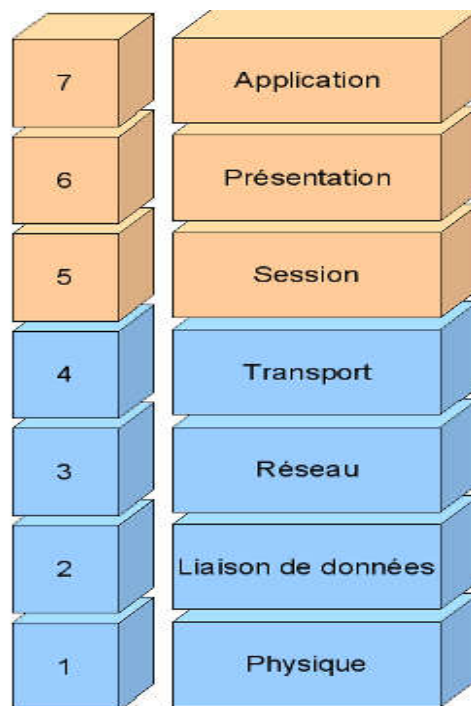 7 Application
6 Présentation
5 Session
4 Transport
3 Réseau
2 Liaison de données
1 Physique